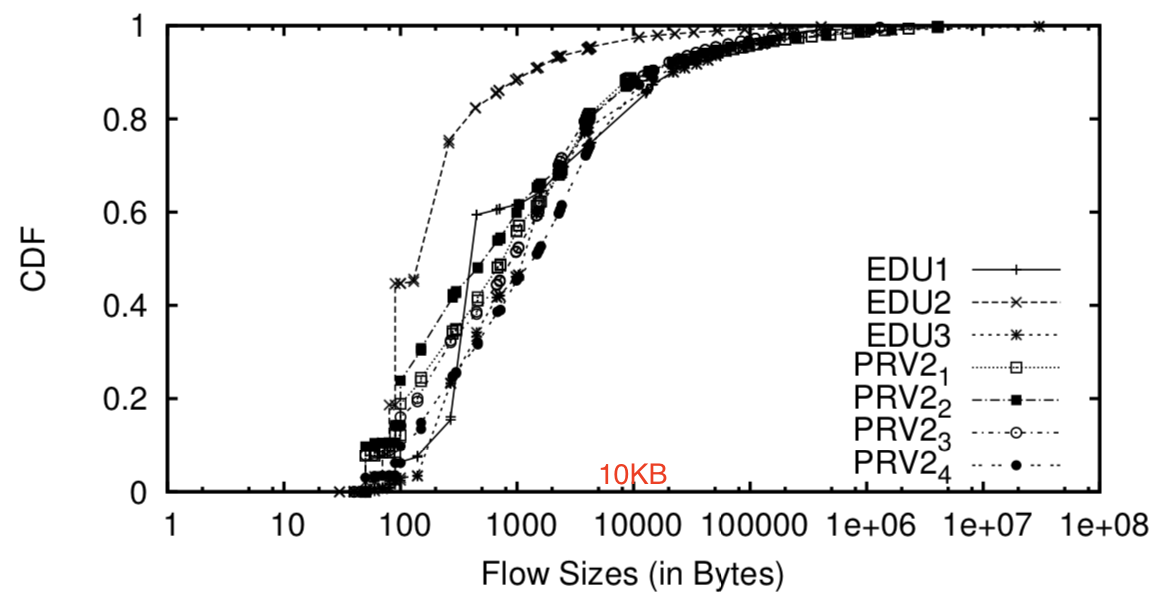 1
0.8
0.6
0.4
0.2
0
CDF
EDU1
EDU2
EDU3
PRV2₁
PRV2₂
PRV2₃
PRV2₄
10KB
1 10 100 1000 10000 100000 1e+06 1e+07 1e+08
Flow Sizes (in Bytes)